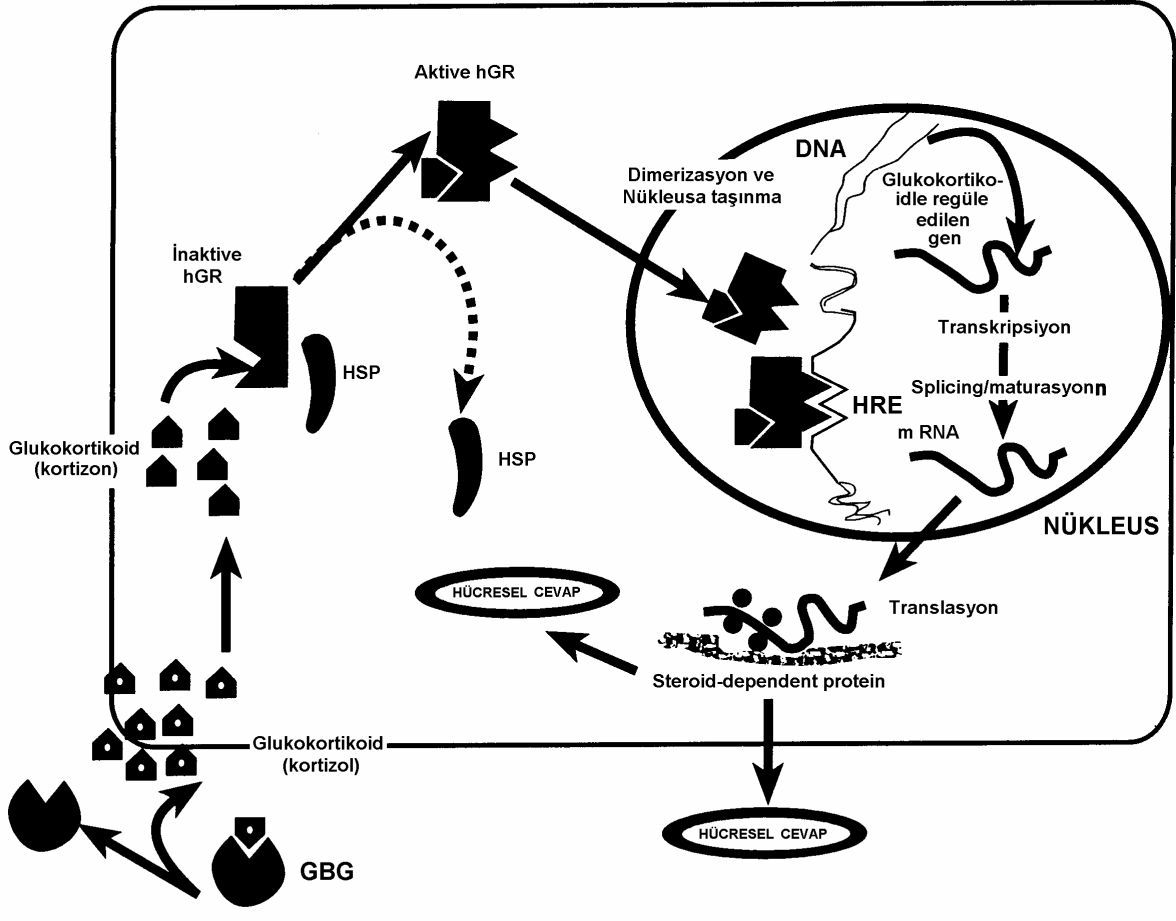 Aktive hGR
DNA
Dimerizasyon ve
Nükleusa taşınma
Glukokortiko-
idle regüle
edilen
gen
İnaktive
hGR
Transkripsiyon
HSP
Splicing/maturasyonn
HRE
m RNA
Glukokortikoid
(kortizon)
HSP
NÜKLEUS
HÜCRESEL CEVAP
Translasyon
Steroid-dependent protein
Glukokortikoid
(kortizol)
HÜCRESEL CEVAP
GBG